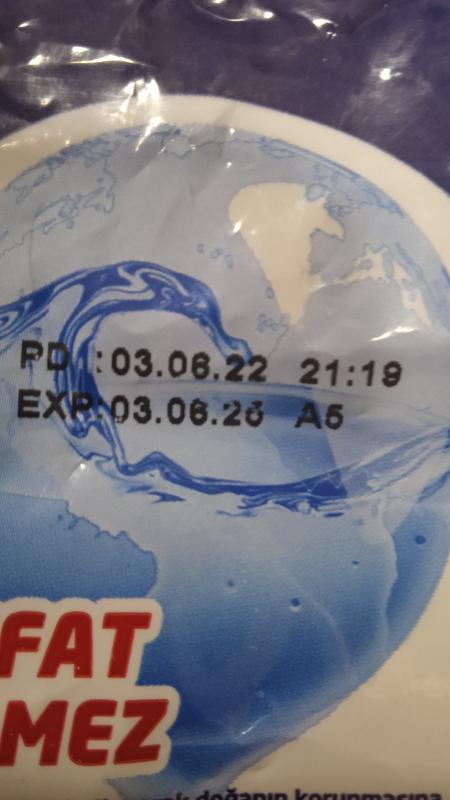 PD :03.06.22 21:19
EXP:03.06.26 A5
FAT
MEZ
doğanın korunmasına